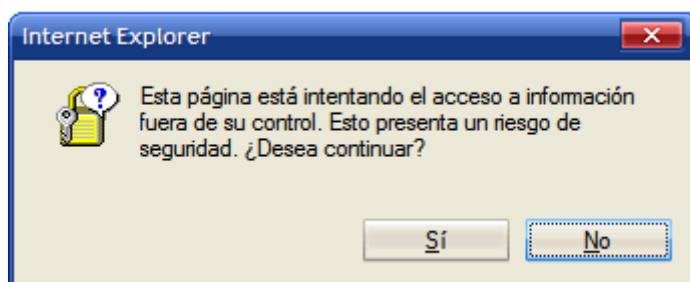 Internet Explorer
Esta página está intentando el acceso a información
fuera de su control. Esto presenta un riesgo de
seguridad. ¿Desea continuar?
Sí No